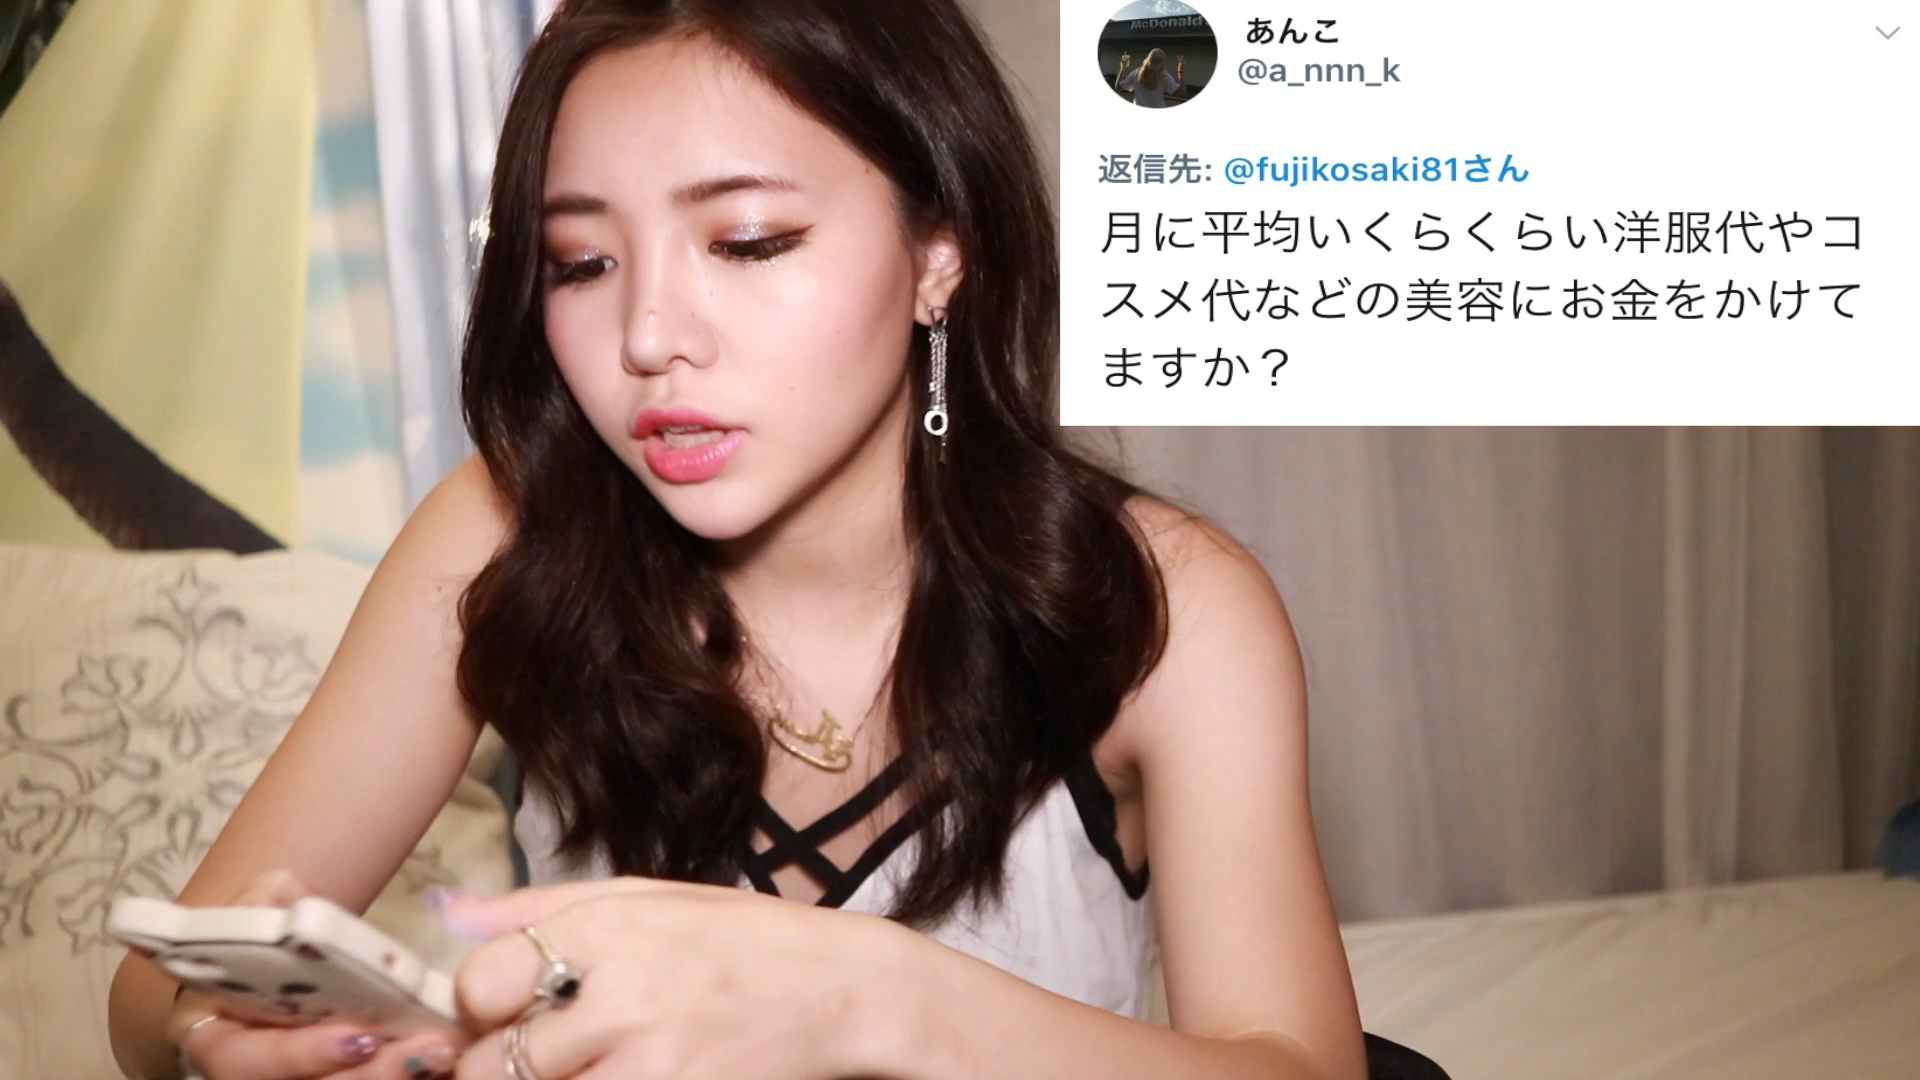 McDonald
あんこ
@a_nnn_k
返信先: @fujikosaki81さん
月に平均いくらくらい洋服代やコ
スメ代などの美容にお金をかけて
ますか？